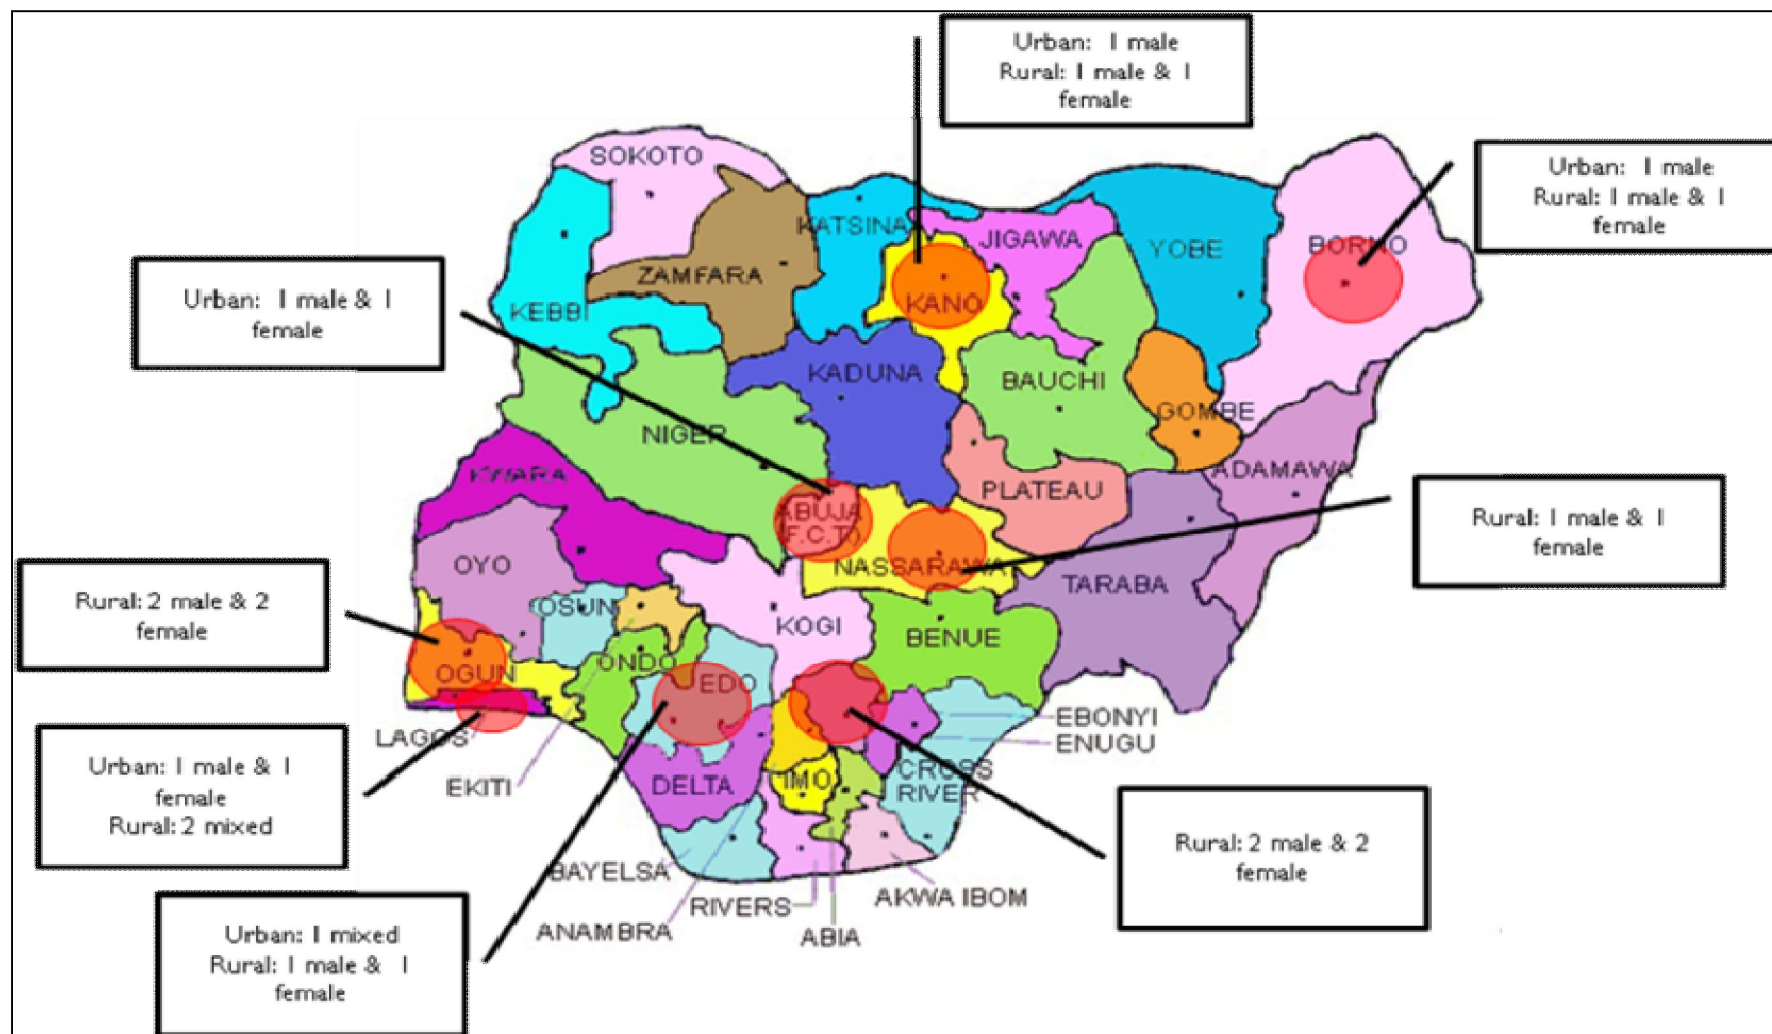 Urban: 1 male
Rural: 1 male & 1
female
Urban: 1 male
Rural: 1 male & 1
female
SOKOTO
KATSINA
JIGAWA
YOBE
BORNO
ZAMFARA
KANO
KEBBI
Urban: 1 male & 1
female
KADUNA
BAUCHI
GOMBE
NIGER
ADAMAWA
KWARA
PLATEAU
ABUJA
(F.C.T)
Rural: 1 male & 1
female
OYO
NASSAIRAWA
TAIRABA
Rural: 2 male & 2
female
OSUN
KOGI
BENUE
ONDO
OGUN
EDO
EBONYI
LAGOS
ENUGU
Urban: 1 male & 1
female
Rural: 2 mixed
EKITI
DELTA
IMO
CROSS
RIVER
Rural: 2 male & 2
female
BAYELSA
RIVERS
AKWA IBOM
ANAMBRA
ABIA
Urban: 1 mixed
Rural: 1 male & 1
female